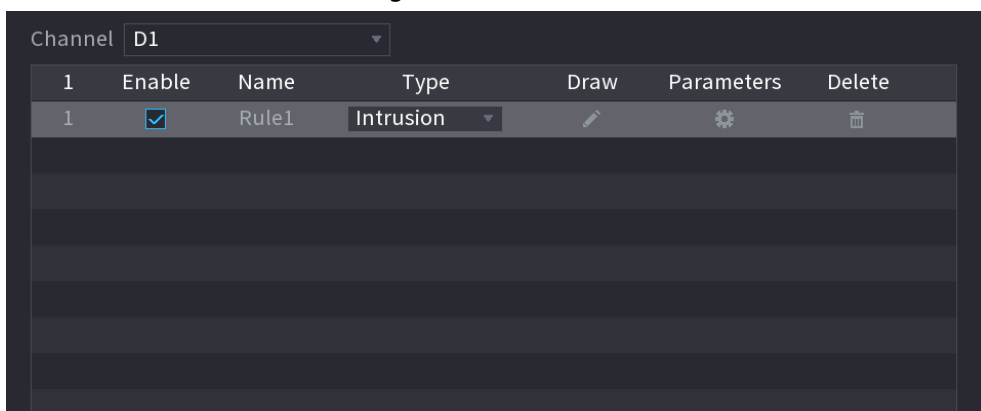 Channel D1
1 Enable Name Type Draw Parameters Delete
1 Rule1 Intrusion